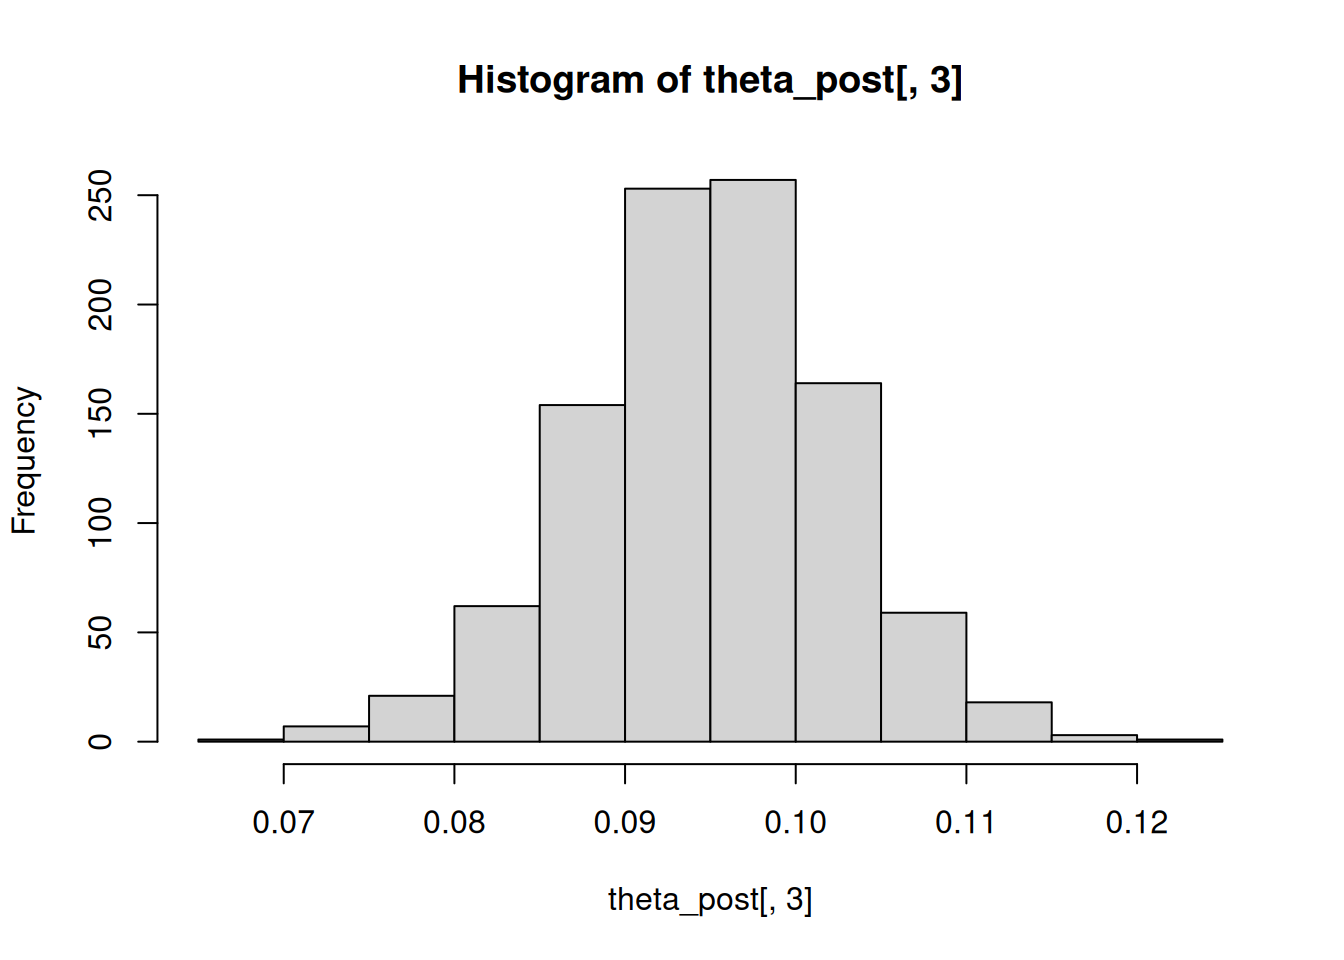 Histogram of theta_post[, 3]
Frequency
250
200
150
100
50
0
0.07 0.08 0.09 0.10 0.11 0.12
theta_post[, 3]